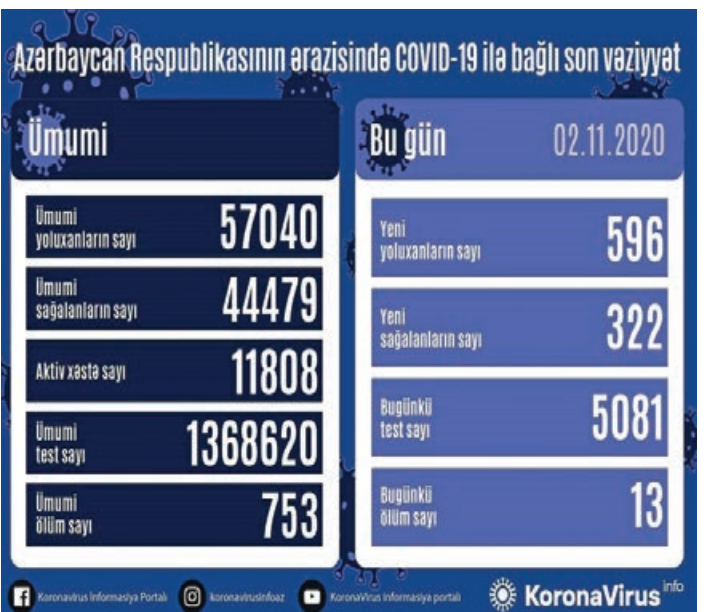 Azərbaycan Respublikasının ərazisində COVID-19 ilə bağlı son vəziyyət
Ümumi
Ümumi
yoluxanların sayı
57040
Ümumi
sağalanların sayı
44479
Aktiv xəstə sayı
11808
Ümumi
test sayı
1368620
Ümumi
ölüm sayı
753
Bu gün
02.11.2020
Yeni
yoluxanların sayı
596
Yeni
sağalanların sayı
322
Bugünkü
test sayı
5081
Bugünkü
ölüm sayı
13
Koronavirus İnformasiya Portalı
koronavirusinfoaz
KoronaVirus informasiya portalı
KoronaVirus info